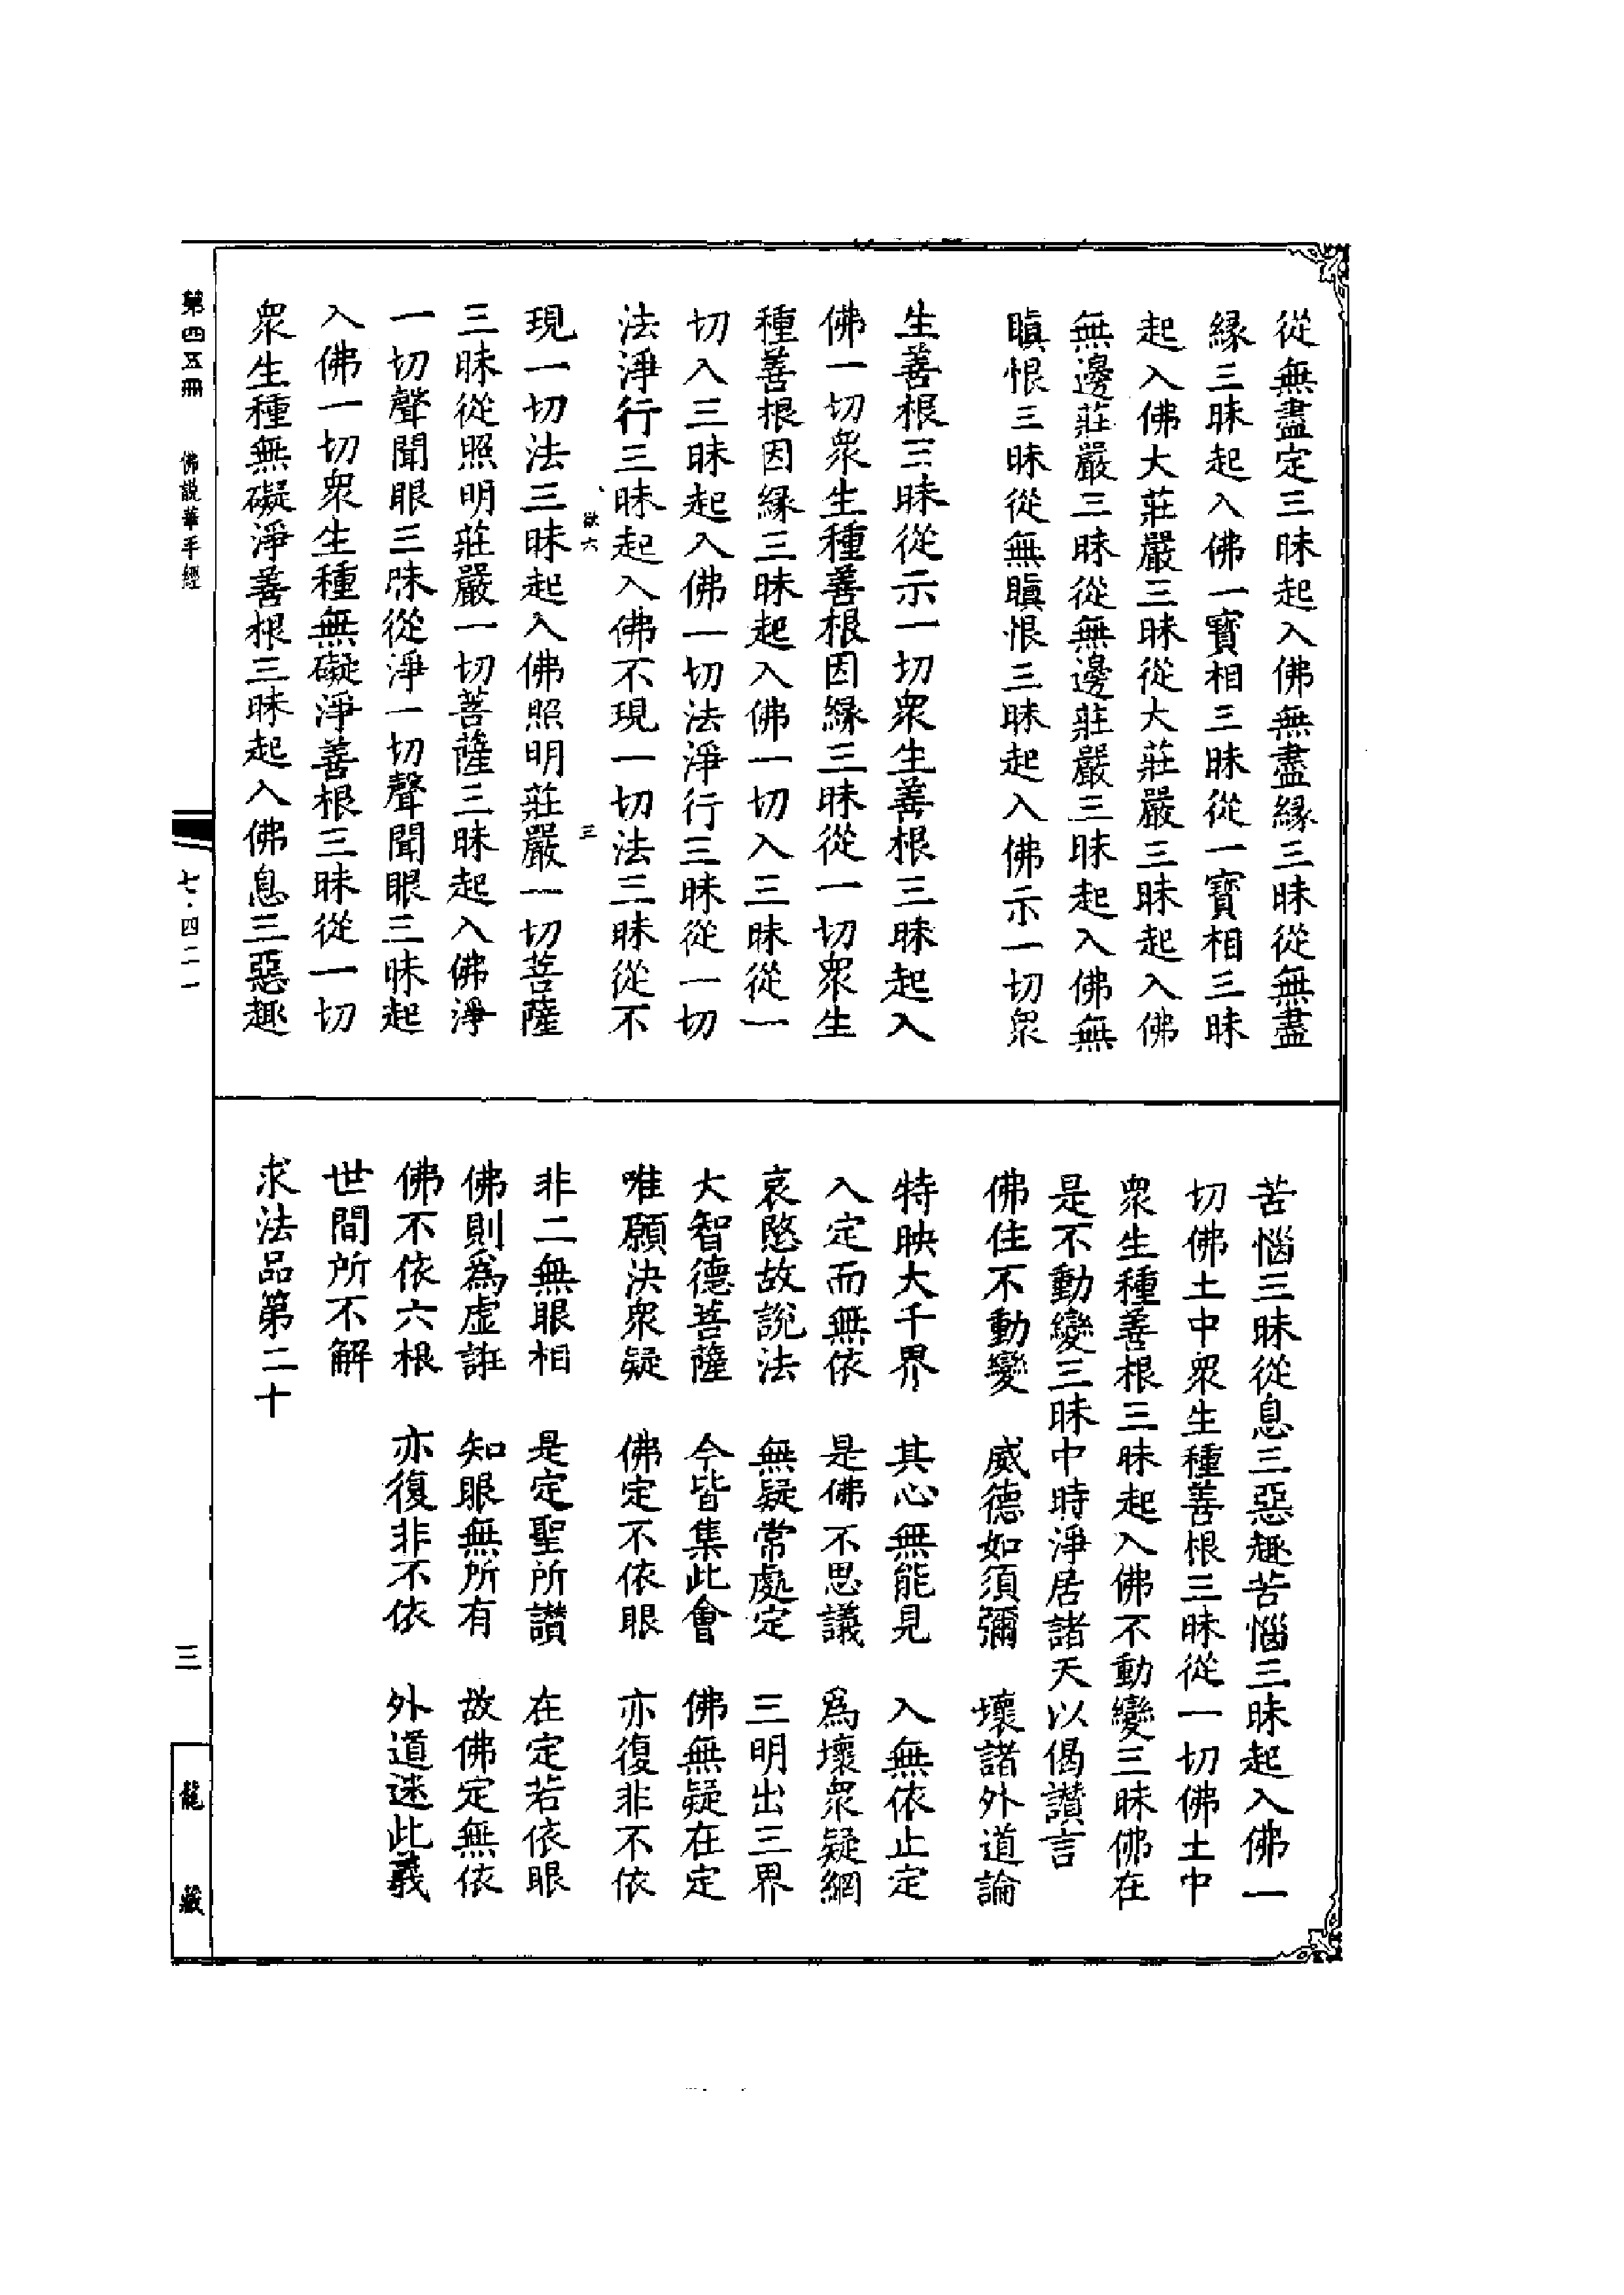 從無盡定三昧起入佛無盡緣三昧從無盡
緣三昧起入佛一寶相三昧從一寶相三昧
起入佛大莊嚴三昧從大莊嚴三昧起入佛
無邊莊嚴三昧從無邊莊嚴三昧起入佛無
瞋恨三昧從無瞋恨三昧起入佛示一切衆
生善根三昧從示一切衆生善根三昧起入
佛一切衆生種善根因緣三昧從一切衆生
種善根因緣三昧起入佛一切入三昧從一
切入三昧起入佛一切法淨行三昧從一切
法淨行三昧起入佛不現一切法三昧從不
欲六 三
現一切法三昧起入佛照明莊嚴一切菩薩
三昧從照明莊嚴一切菩薩三昧起入佛淨
一切聲聞眼三昧從淨一切聲聞眼三昧起
入佛一切衆生種無礙淨善根三昧從一切
衆生種無礙淨善根三昧起入佛息三惡趣
苦惱三昧從息三惡趣苦惱三昧起入佛一
切佛土中衆生種善根三昧從一切佛土中
衆生種善根三昧起入佛不動變三昧佛在
是不動變三昧中時淨居諸天以偈讚言
佛住不動變 威德如須彌 壞諸外道論
特映大千界 其心無能見 入無依止定
入定而無依 是佛不思議 爲壞衆疑網
哀愍故說法 無疑常處定 三明出三界
大智德菩薩 今皆集此會 佛無疑在定
唯願決衆疑 佛定不依眼 亦復非不依
非二無眼相 是定聖所讚 在定若依眼
佛則爲虛誑 知眼無所有 故佛定無依
佛不依六根 亦復非不依 外道迷此義
世間所不解
求法品第二十
第四五冊 佛說華手經 七·四二一 三 龍藏